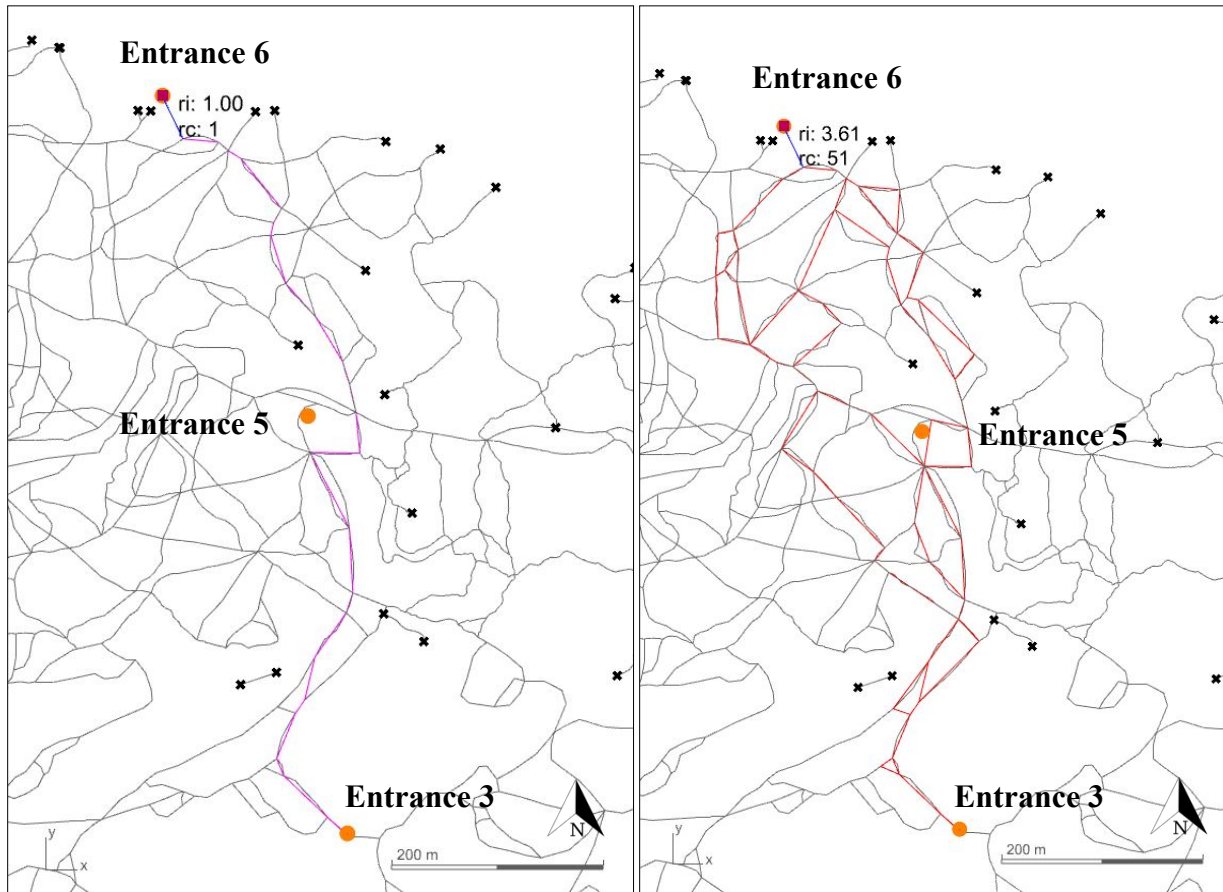 Entrance 6
ri: 1.00
rc: 1
Entrance 5
Entrance 3
N
y
x
200 m
Entrance 6
ri: 3.61
rc: 51
Entrance 5
Entrance 3
N
y
x
200 m